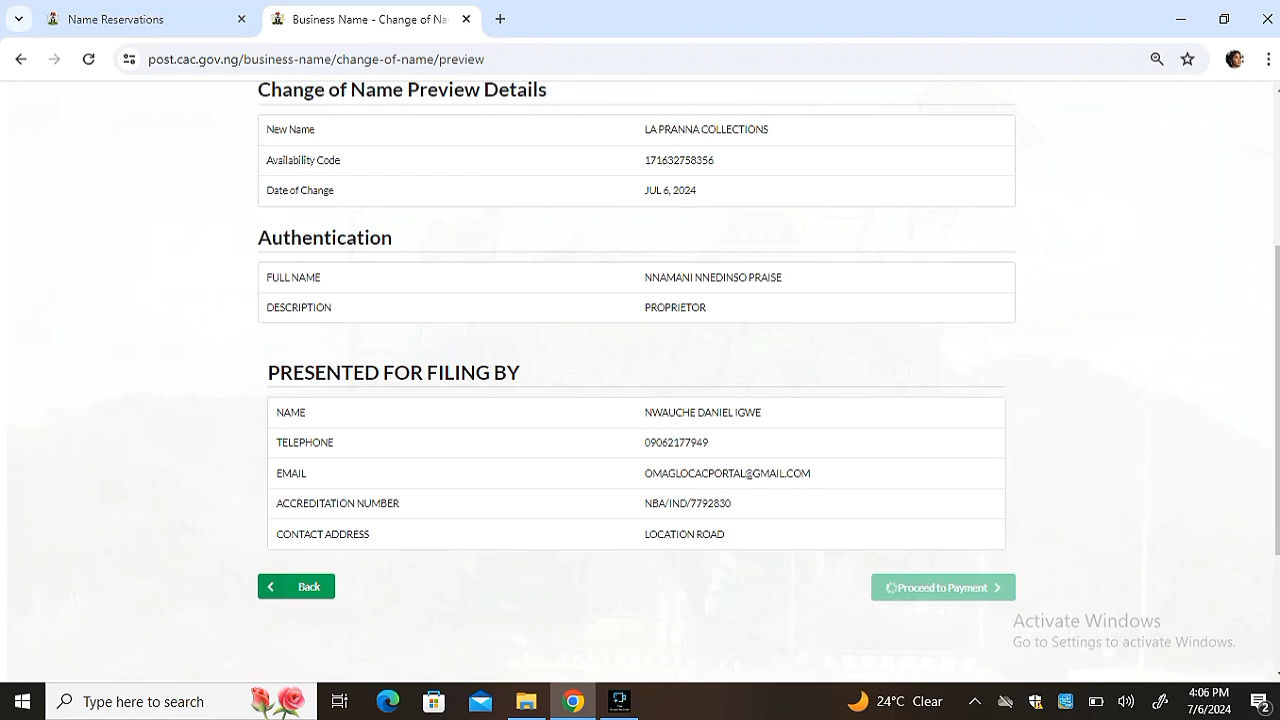 Name Reservations
Business Name - Change of Na
post.cac.gov.ng/business-name/change-of-name/preview
Change of Name Preview Details
New Name LA PRANNA COLLECTIONS
Availability Code 171632758356
Date of Change JUL 6, 2024
Authentication
FULL NAME NNAMANI NNEDINSO PRAISE
DESCRIPTION PROPRIETOR
PRESENTED FOR FILING BY
NAME NWAUCHE DANIEL IGWE
TELEPHONE 09062177949
EMAIL OMAGLOCACPORTAL@GMAIL.COM
ACCREDITATION NUMBER NBA/IND/7792830
CONTACT ADDRESS LOCATION ROAD
Back
Proceed to Payment
Activate Windows
Go to Settings to activate Windows.
Type here to search
24°C Clear
4:06 PM
7/6/2024
2